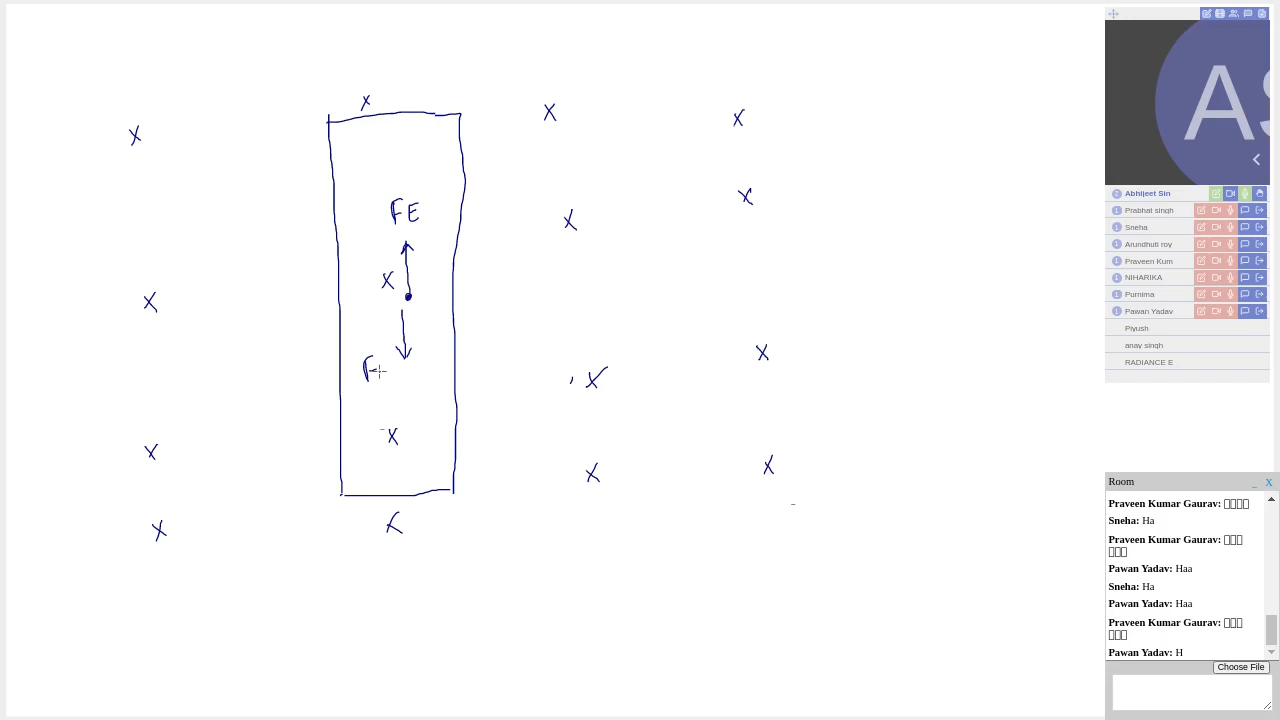 x
x
x
x
FE
x
x
x
x
F
x
x
x
x
x
x
x
x
AS
Abhijeet Sin
Prabhat singh
Sneha
Arundhuti roy
Praveen Kum
NIHARIKA
Purnima
Pawan Yadav
Piyush
anay singh
RADIANCE E
Room
_ X
Praveen Kumar Gaurav: 
Sneha: Ha
Praveen Kumar Gaurav: 
Pawan Yadav: Haa
Sneha: Ha
Pawan Yadav: Haa
Praveen Kumar Gaurav: 
Pawan Yadav: H
Choose File